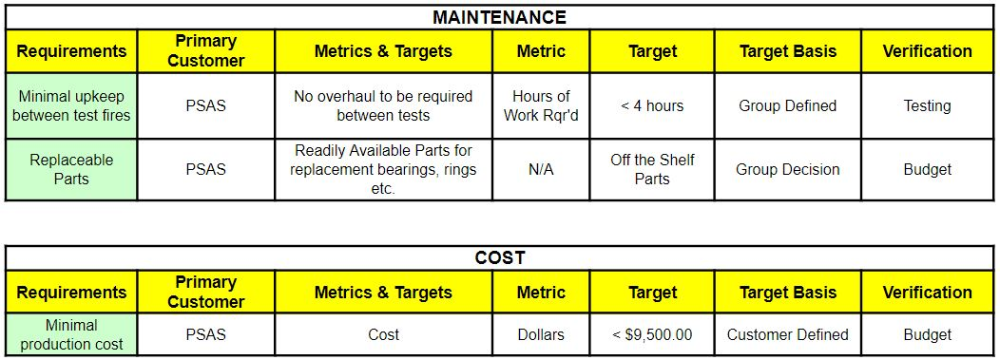 MAINTENANCE
Requirements Primary Customer Metrics & Targets Metric Target Target Basis Verification
Minimal upkeep between test fires PSAS No overhaul to be required between tests Hours of Work Rqr'd < 4 hours Group Defined Testing
Replaceable Parts PSAS Readily Available Parts for replacement bearings, rings etc. N/A Off the Shelf Parts Group Decision Budget
COST
Requirements Primary Customer Metrics & Targets Metric Target Target Basis Verification
Minimal production cost PSAS Cost Dollars < $9,500.00 Customer Defined Budget